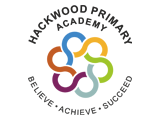 HACKWOOD PRIMARY
ACADEMY
BELIEVE • ACHIEVE • SUCCEED